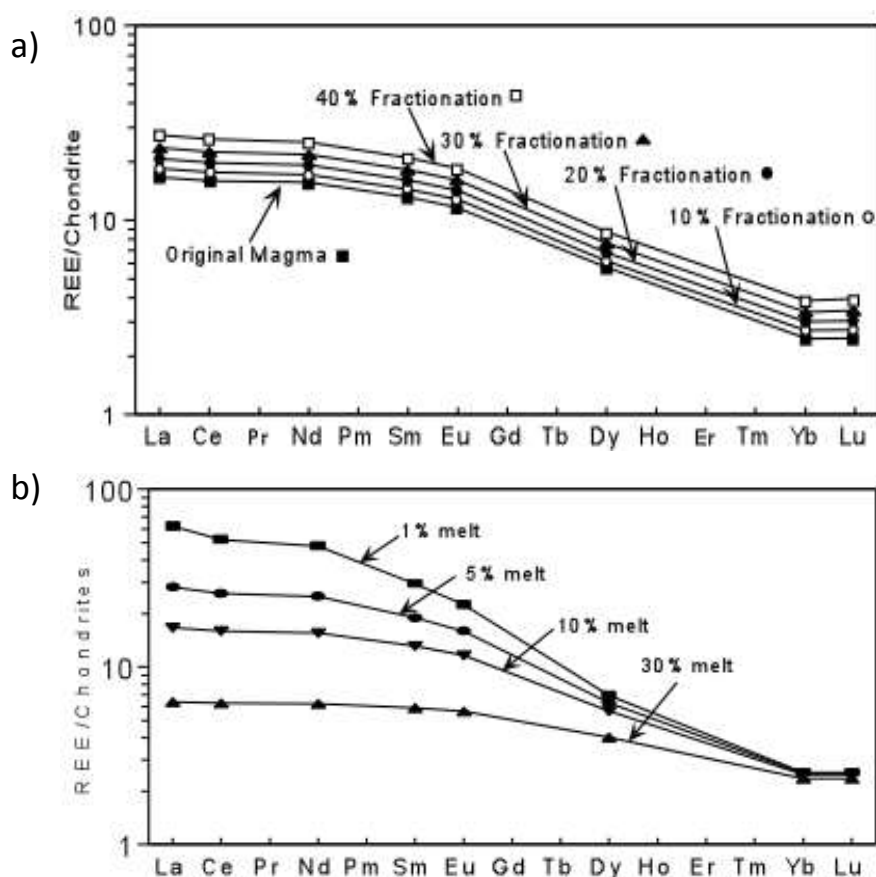 a)
100
40% Fractionation
30% Fractionation
20% Fractionation
10% Fractionation
10
Original Magma
REE/Chondrite
1
La Ce Pr Nd Pm Sm Eu Gd Tb Dy Ho Er Tm Yb Lu
b)
100
1% melt
5% melt
10% melt
30% melt
10
REE/Chondrites
1
La Ce Pr Nd Pm Sm Eu Gd Tb Dy Ho Er Tm Yb Lu